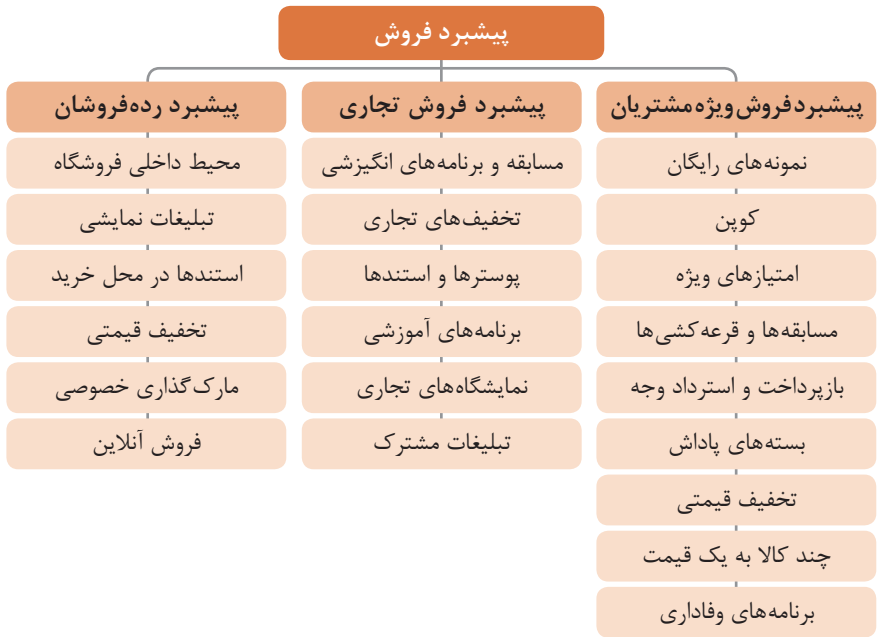 پیشبرد فروش
پیشبردفروش‌ویژه‌مشتریان
نمونه‌های رایگان
کوپن
امتیازهای ویژه
مسابقه‌ها و قرعه‌کشی‌ها
بازپرداخت و استرداد وجه
بسته‌های پاداش
تخفیف قیمتی
چند کالا به یک قیمت
برنامه‌های وفاداری
پیشبرد فروش تجاری
مسابقه و برنامه‌های انگیزشی
تخفیف‌های تجاری
پوسترها و استندها
برنامه‌های آموزشی
نمایشگاه‌های تجاری
تبلیغات مشترک
پیشبرد رده‌فروشان
محیط داخلی فروشگاه
تبلیغات نمایشی
استندها در محل خرید
تخفیف قیمتی
مارک‌گذاری خصوصی
فروش آنلاین